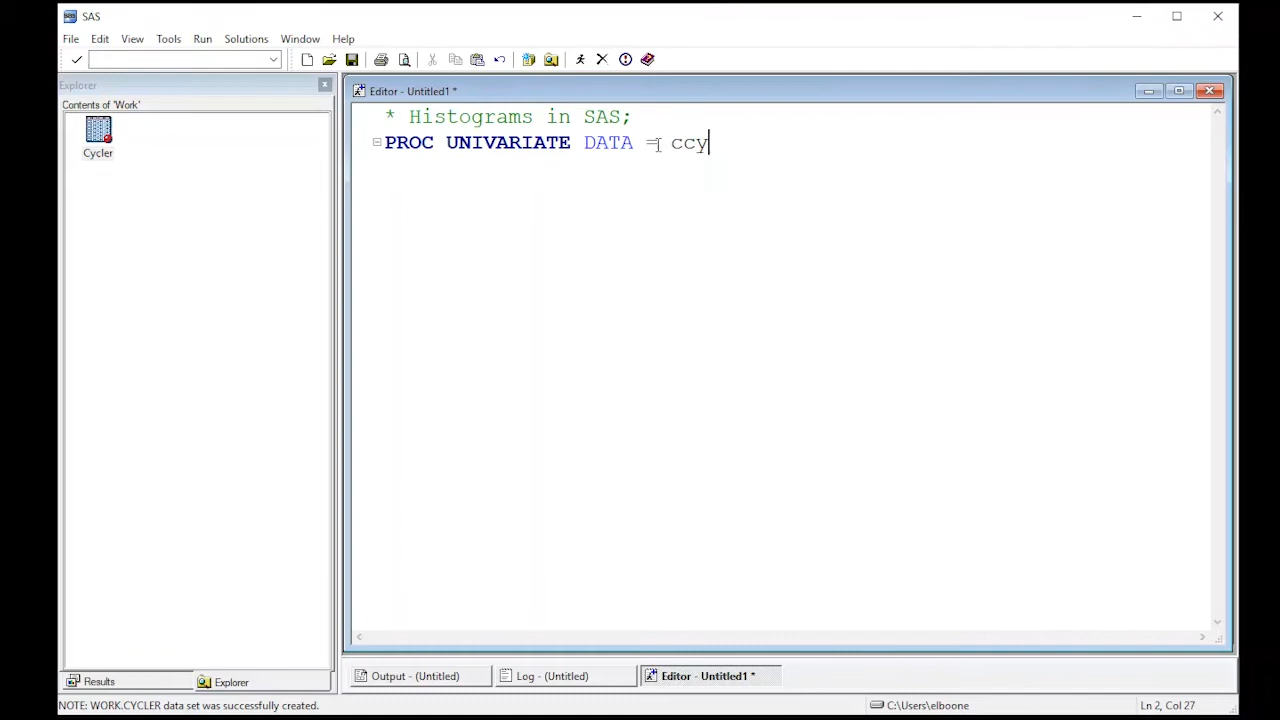 SAS
File Edit View Tools Run Solutions Window Help
Explorer
Contents of 'Work'
Cycler
Editor - Untitled1 *
* Histograms in SAS;
PROC UNIVARIATE DATA = ccy
Results
Explorer
Output - (Untitled)
Log - (Untitled)
Editor - Untitled1 *
NOTE: WORK.CYCLER data set was successfully created.
C:\Users\elboone
Ln 2, Col 27